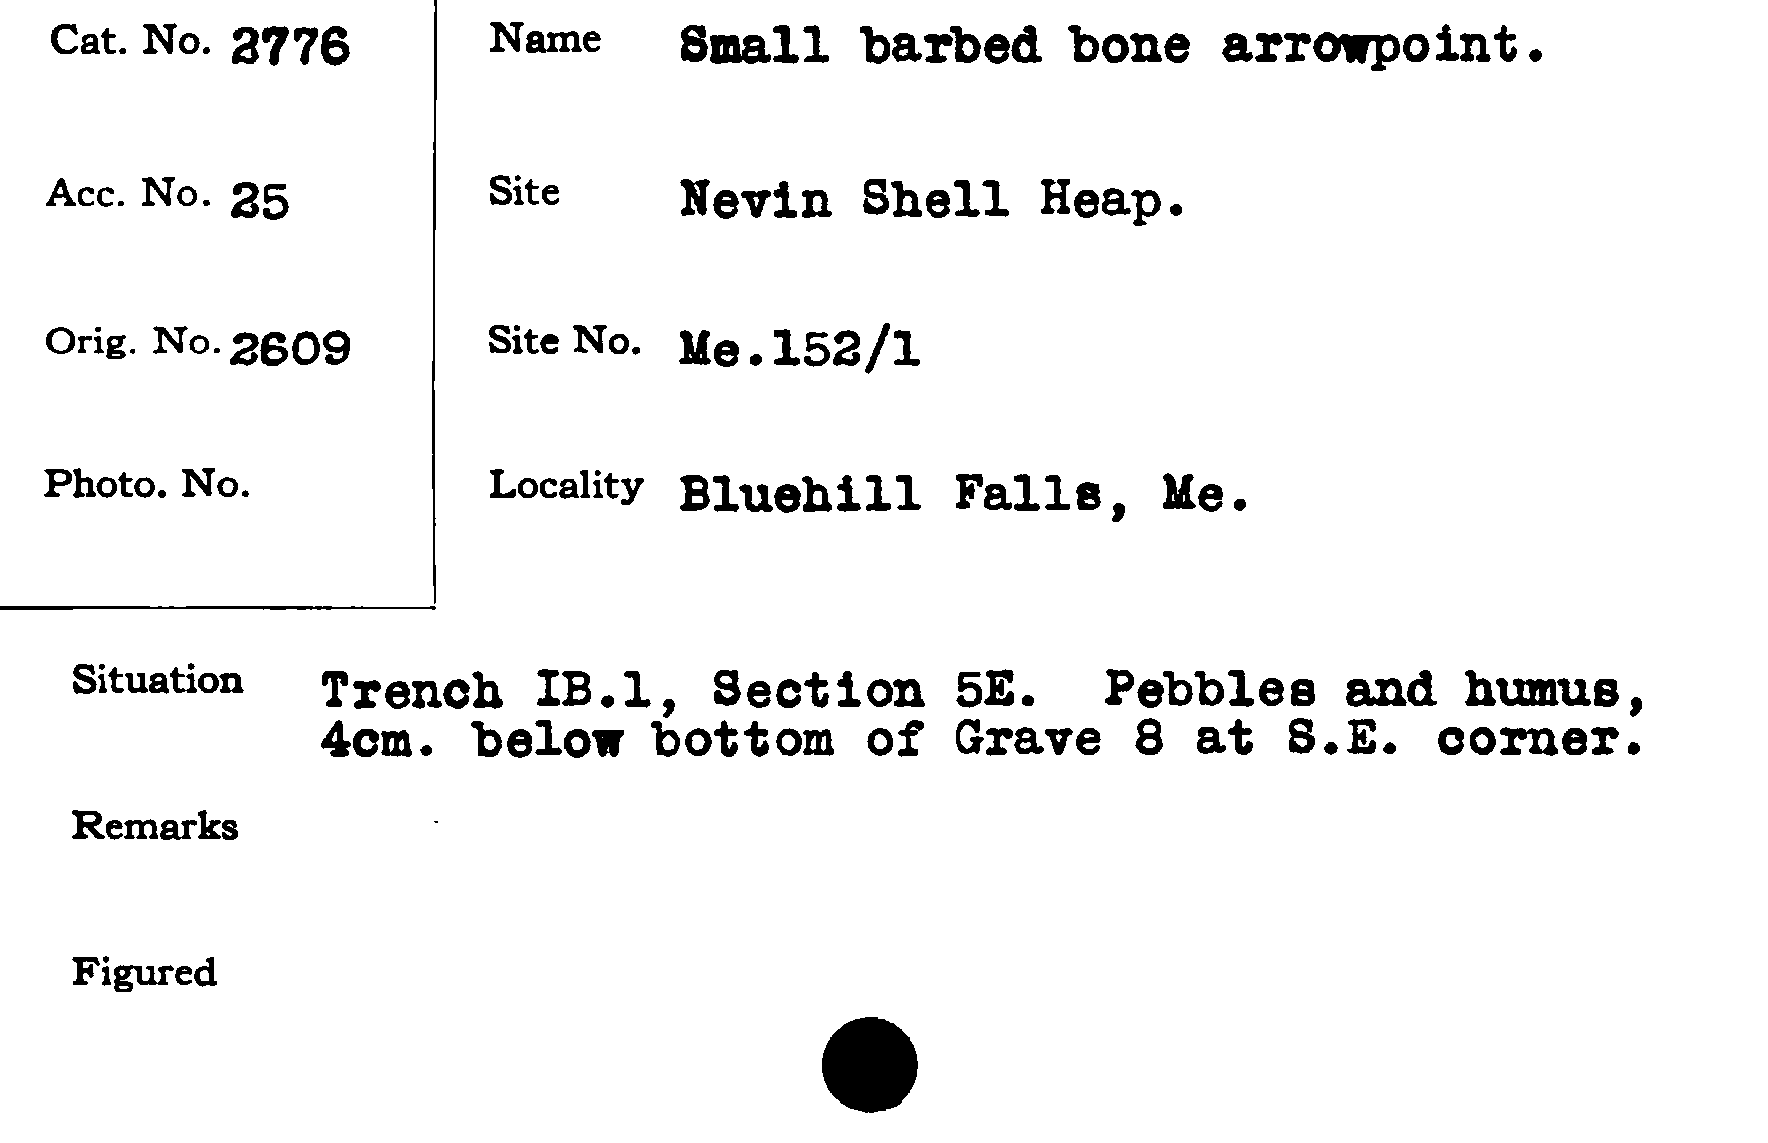 Cat. No. 2776
Name Small barbed bone arrowpoint.
Acc. No. 25
Site Nevin Shell Heap.
Orig. No. 2609
Site No. Me.152/1
Photo. No.
Locality Bluehill Falls, Me.
Situation Trench IB.1, Section 5E. Pebbles and humus,
4cm. below bottom of Grave 8 at S.E. corner.
Remarks
Figured